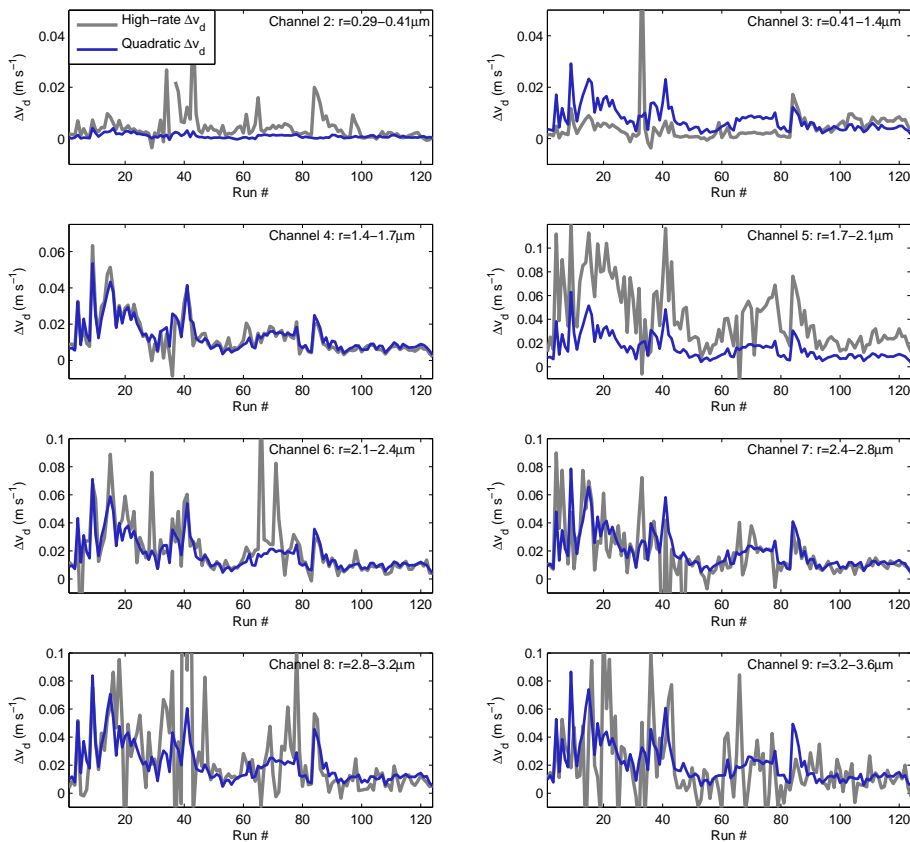 High-rate Δv_d
Quadratic Δv_d
Channel 2: r=0.29−0.41μm
Δv_d (m s⁻¹)
0.04
0.02
0
20 40 60 80 100 120
Run #
Channel 3: r=0.41−1.4μm
Δv_d (m s⁻¹)
0.04
0.02
0
20 40 60 80 100 120
Run #
Channel 4: r=1.4−1.7μm
Δv_d (m s⁻¹)
0.06
0.04
0.02
0
20 40 60 80 100 120
Run #
Channel 5: r=1.7−2.1μm
Δv_d (m s⁻¹)
0.1
0.08
0.06
0.04
0.02
0
20 40 60 80 100 120
Run #
Channel 6: r=2.1−2.4μm
Δv_d (m s⁻¹)
0.1
0.08
0.06
0.04
0.02
0
20 40 60 80 100 120
Run #
Channel 7: r=2.4−2.8μm
Δv_d (m s⁻¹)
0.1
0.08
0.06
0.04
0.02
0
20 40 60 80 100 120
Run #
Channel 8: r=2.8−3.2μm
Δv_d (m s⁻¹)
0.1
0.08
0.06
0.04
0.02
0
20 40 60 80 100 120
Run #
Channel 9: r=3.2−3.6μm
Δv_d (m s⁻¹)
0.1
0.08
0.06
0.04
0.02
0
20 40 60 80 100 120
Run #